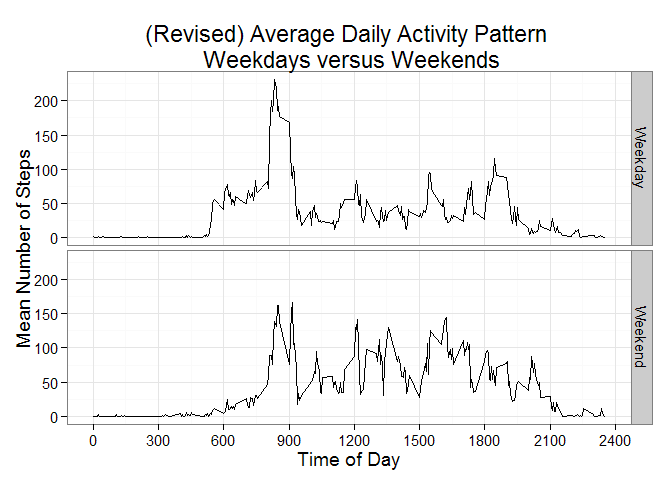 (Revised) Average Daily Activity Pattern
Weekdays versus Weekends
Mean Number of Steps
200
150
100
50
0
Weekday
200
150
100
50
0
Weekend
0 300 600 900 1200 1500 1800 2100 2400
Time of Day